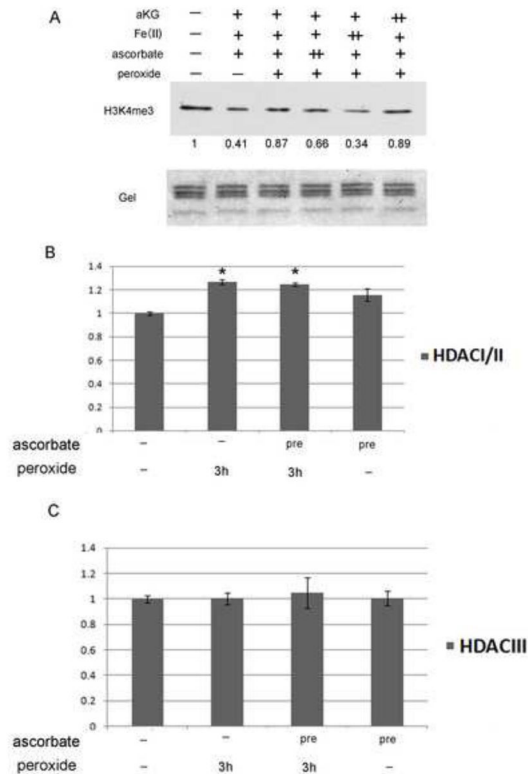 A
aKG − + + + + ++
Fe(II) − + + + ++ +
ascorbate − + + ++ + +
peroxide − − + + + +
H3K4me3
1 0.41 0.87 0.66 0.34 0.89
Gel
B
1.4
1.2
1
0.8
0.6
0.4
0.2
0
HDACI/II
ascorbate − − pre pre
peroxide − 3h 3h −
* *
C
1.4
1.2
1
0.8
0.6
0.4
0.2
0
HDACIII
ascorbate − − pre pre
peroxide − 3h 3h −